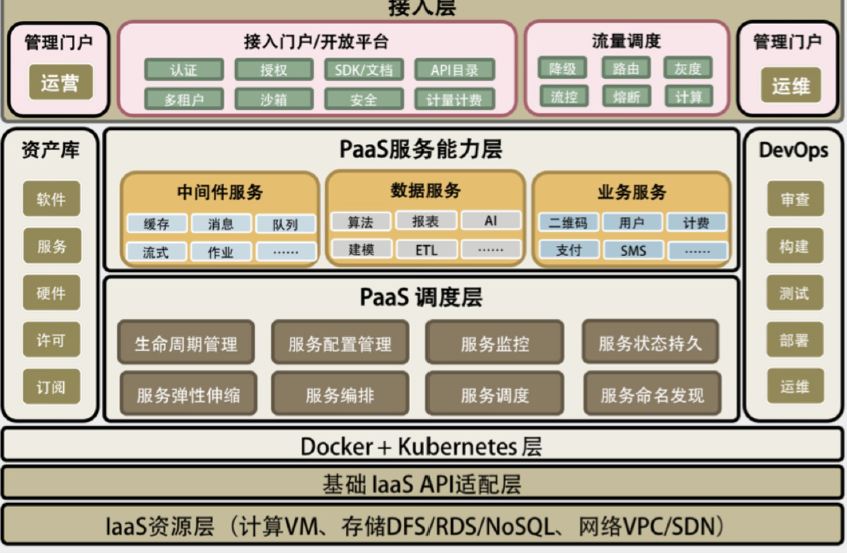 接入层
管理门户
运营
接入门户/开放平台
认证 授权 SDK/文档 API目录
多租户 沙箱 安全 计量计费
流量调度
降级 路由 灰度
流控 熔断 计算
管理门户
运维
资产库
软件
服务
硬件
许可
订阅
PaaS服务能力层
中间件服务
缓存 消息 队列
流式 作业 ......
数据服务
算法 报表 AI
建模 ETL ......
业务服务
二维码 用户 计费
支付 SMS ......
PaaS 调度层
生命周期管理 服务配置管理 服务监控 服务状态持久
服务弹性伸缩 服务编排 服务调度 服务命名发现
DevOps
审查
构建
测试
部署
运维
Docker + Kubernetes 层
基础 IaaS API适配层
IaaS资源层（计算VM、存储DFS/RDS/NoSQL、网络VPC/SDN）